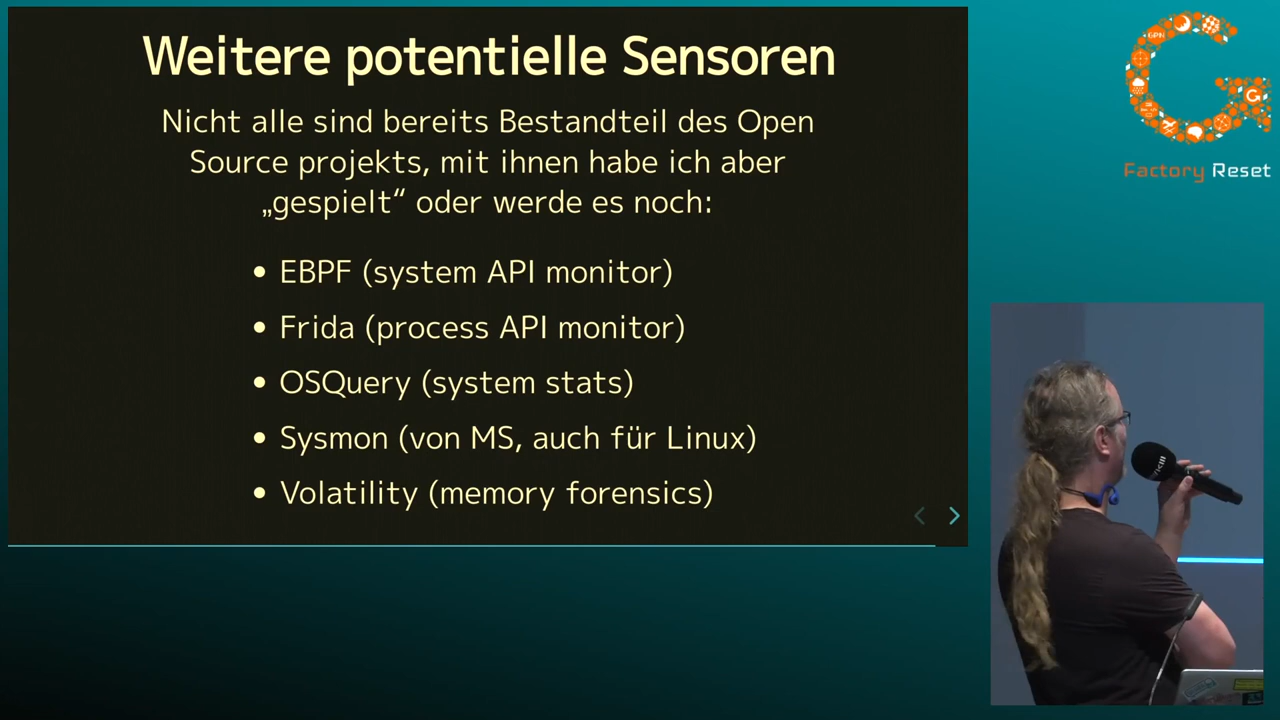 Weitere potentielle Sensoren
Nicht alle sind bereits Bestandteil des Open
Source projekts, mit ihnen habe ich aber
„gespielt“ oder werde es noch:
• EBPF (system API monitor)
• Frida (process API monitor)
• OSQuery (system stats)
• Sysmon (von MS, auch für Linux)
• Volatility (memory forensics)
GPN
Factory Reset